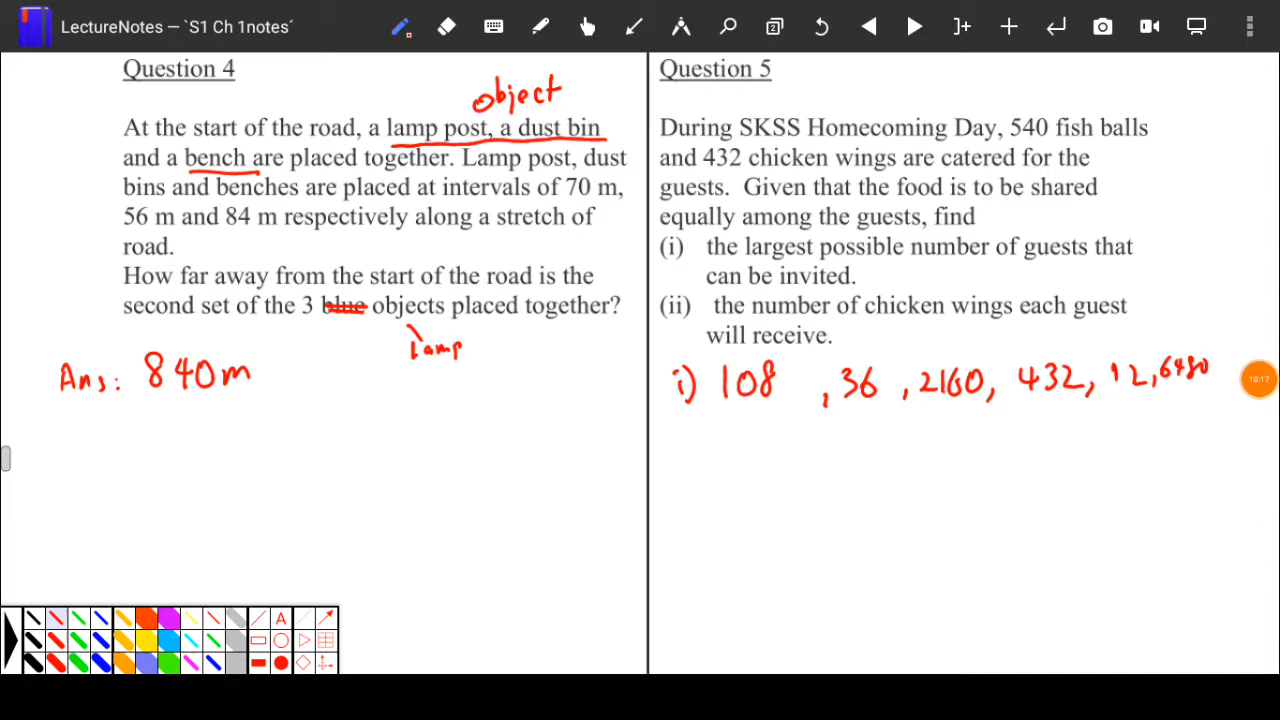 LectureNotes — `S1 Ch 1notes´
Question 4
object
At the start of the road, a lamp post, a dust bin
and a bench are placed together. Lamp post, dust
bins and benches are placed at intervals of 70 m,
56 m and 84 m respectively along a stretch of
road.
How far away from the start of the road is the
second set of the 3 blue objects placed together?
lamp
Ans: 840m
Question 5
During SKSS Homecoming Day, 540 fish balls
and 432 chicken wings are catered for the
guests. Given that the food is to be shared
equally among the guests, find
(i) the largest possible number of guests that
can be invited.
(ii) the number of chicken wings each guest
will receive.
i) 108 , 36 , 2160, 432, 12, 6480
18:17
A